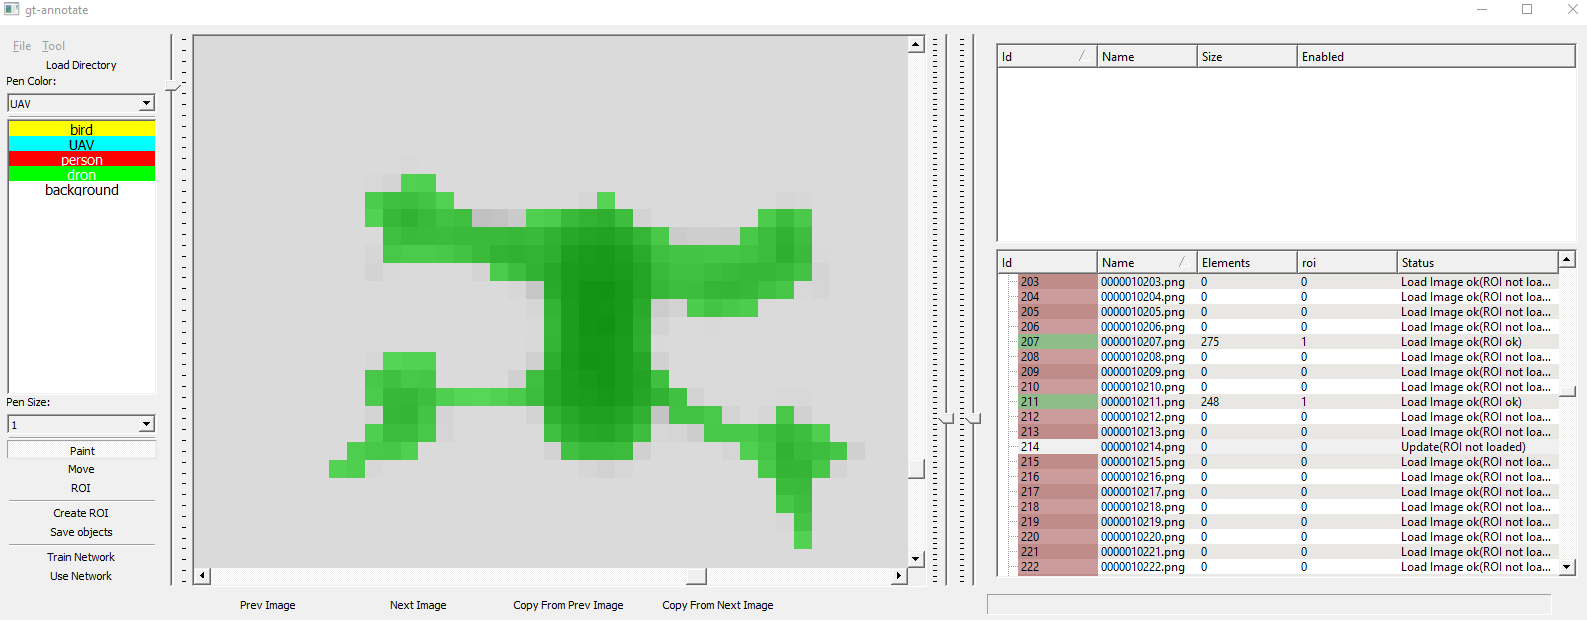 gt-annotate
File Tool
Load Directory
Pen Color:
UAV
bird
UAV
person
dron
background
Pen Size:
1
Paint
Move
ROI
Create ROI
Save objects
Train Network
Use Network
Prev Image Next Image Copy From Prev Image Copy From Next Image
Id Name Size Enabled
Id Name Elements roi Status
203 0000010203.png 0 0 Load Image ok(ROI not loa...
204 0000010204.png 0 0 Load Image ok(ROI not loa...
205 0000010205.png 0 0 Load Image ok(ROI not loa...
206 0000010206.png 0 0 Load Image ok(ROI not loa...
207 0000010207.png 275 1 Load Image ok(ROI ok)
208 0000010208.png 0 0 Load Image ok(ROI not loa...
209 0000010209.png 0 0 Load Image ok(ROI not loa...
210 0000010210.png 0 0 Load Image ok(ROI not loa...
211 0000010211.png 248 1 Load Image ok(ROI ok)
212 0000010212.png 0 0 Load Image ok(ROI not loa...
213 0000010213.png 0 0 Load Image ok(ROI not loa...
214 0000010214.png 0 0 Update(ROI not loaded)
215 0000010215.png 0 0 Load Image ok(ROI not loa...
216 0000010216.png 0 0 Load Image ok(ROI not loa...
217 0000010217.png 0 0 Load Image ok(ROI not loa...
218 0000010218.png 0 0 Load Image ok(ROI not loa...
219 0000010219.png 0 0 Load Image ok(ROI not loa...
220 0000010220.png 0 0 Load Image ok(ROI not loa...
221 0000010221.png 0 0 Load Image ok(ROI not loa...
222 0000010222.png 0 0 Load Image ok(ROI not loa...